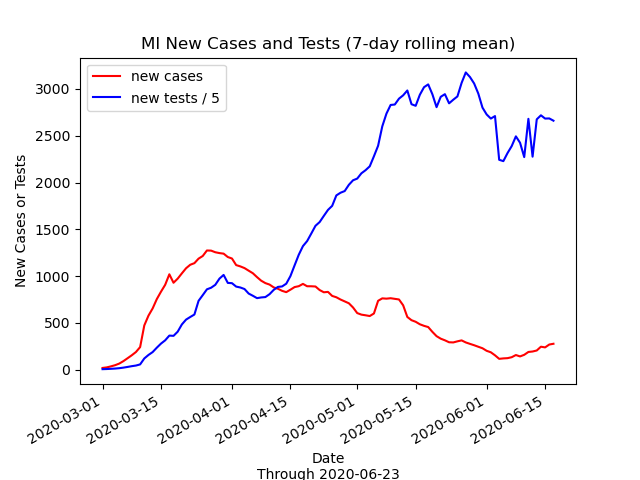 MI New Cases and Tests (7-day rolling mean)
new cases
new tests / 5
New Cases or Tests
3000
2500
2000
1500
1000
500
0
2020-03-01
2020-03-15
2020-04-01
2020-04-15
2020-05-01
2020-05-15
2020-06-01
2020-06-15
Date
Through 2020-06-23